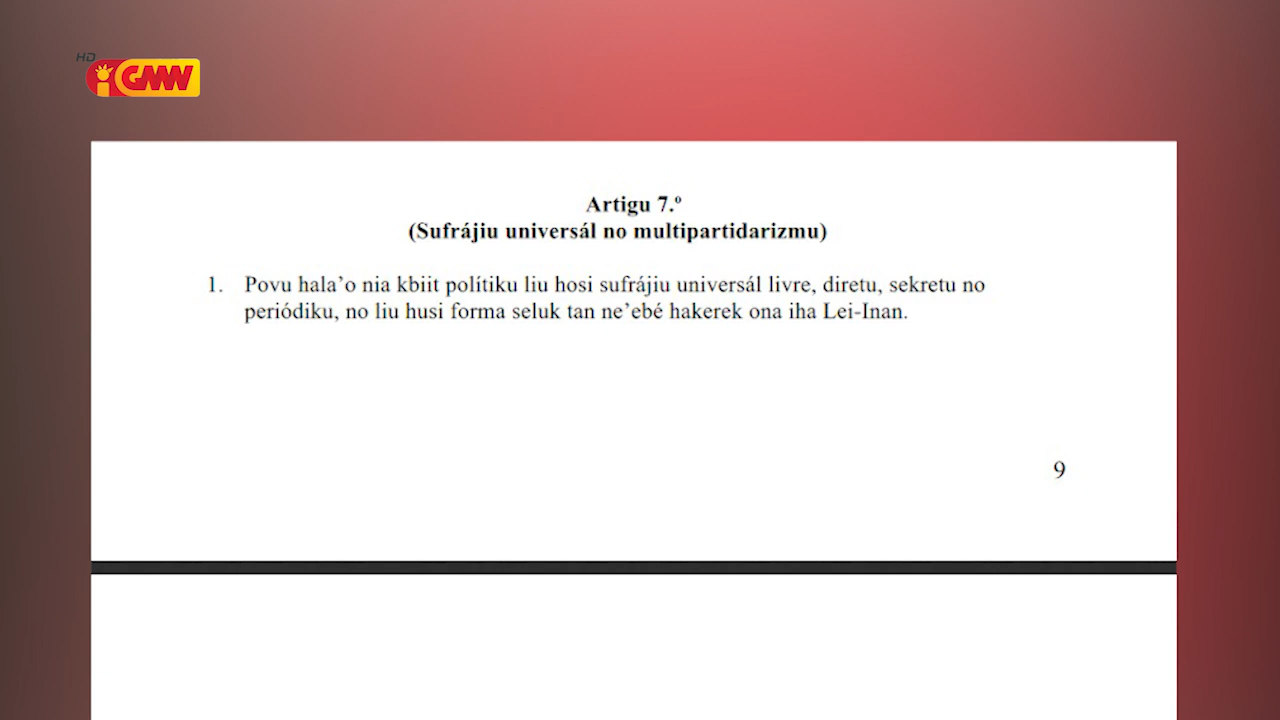 HD
GMN
Artigu 7.º
(Sufrájiu universál no multipartidarizmu)
1. Povu hala’o nia kbiit polítiku liu hosi sufrájiu universál livre, diretu, sekretu no
periódiku, no liu husi forma seluk tan ne’ebé hakerek ona iha Lei-Inan.
9